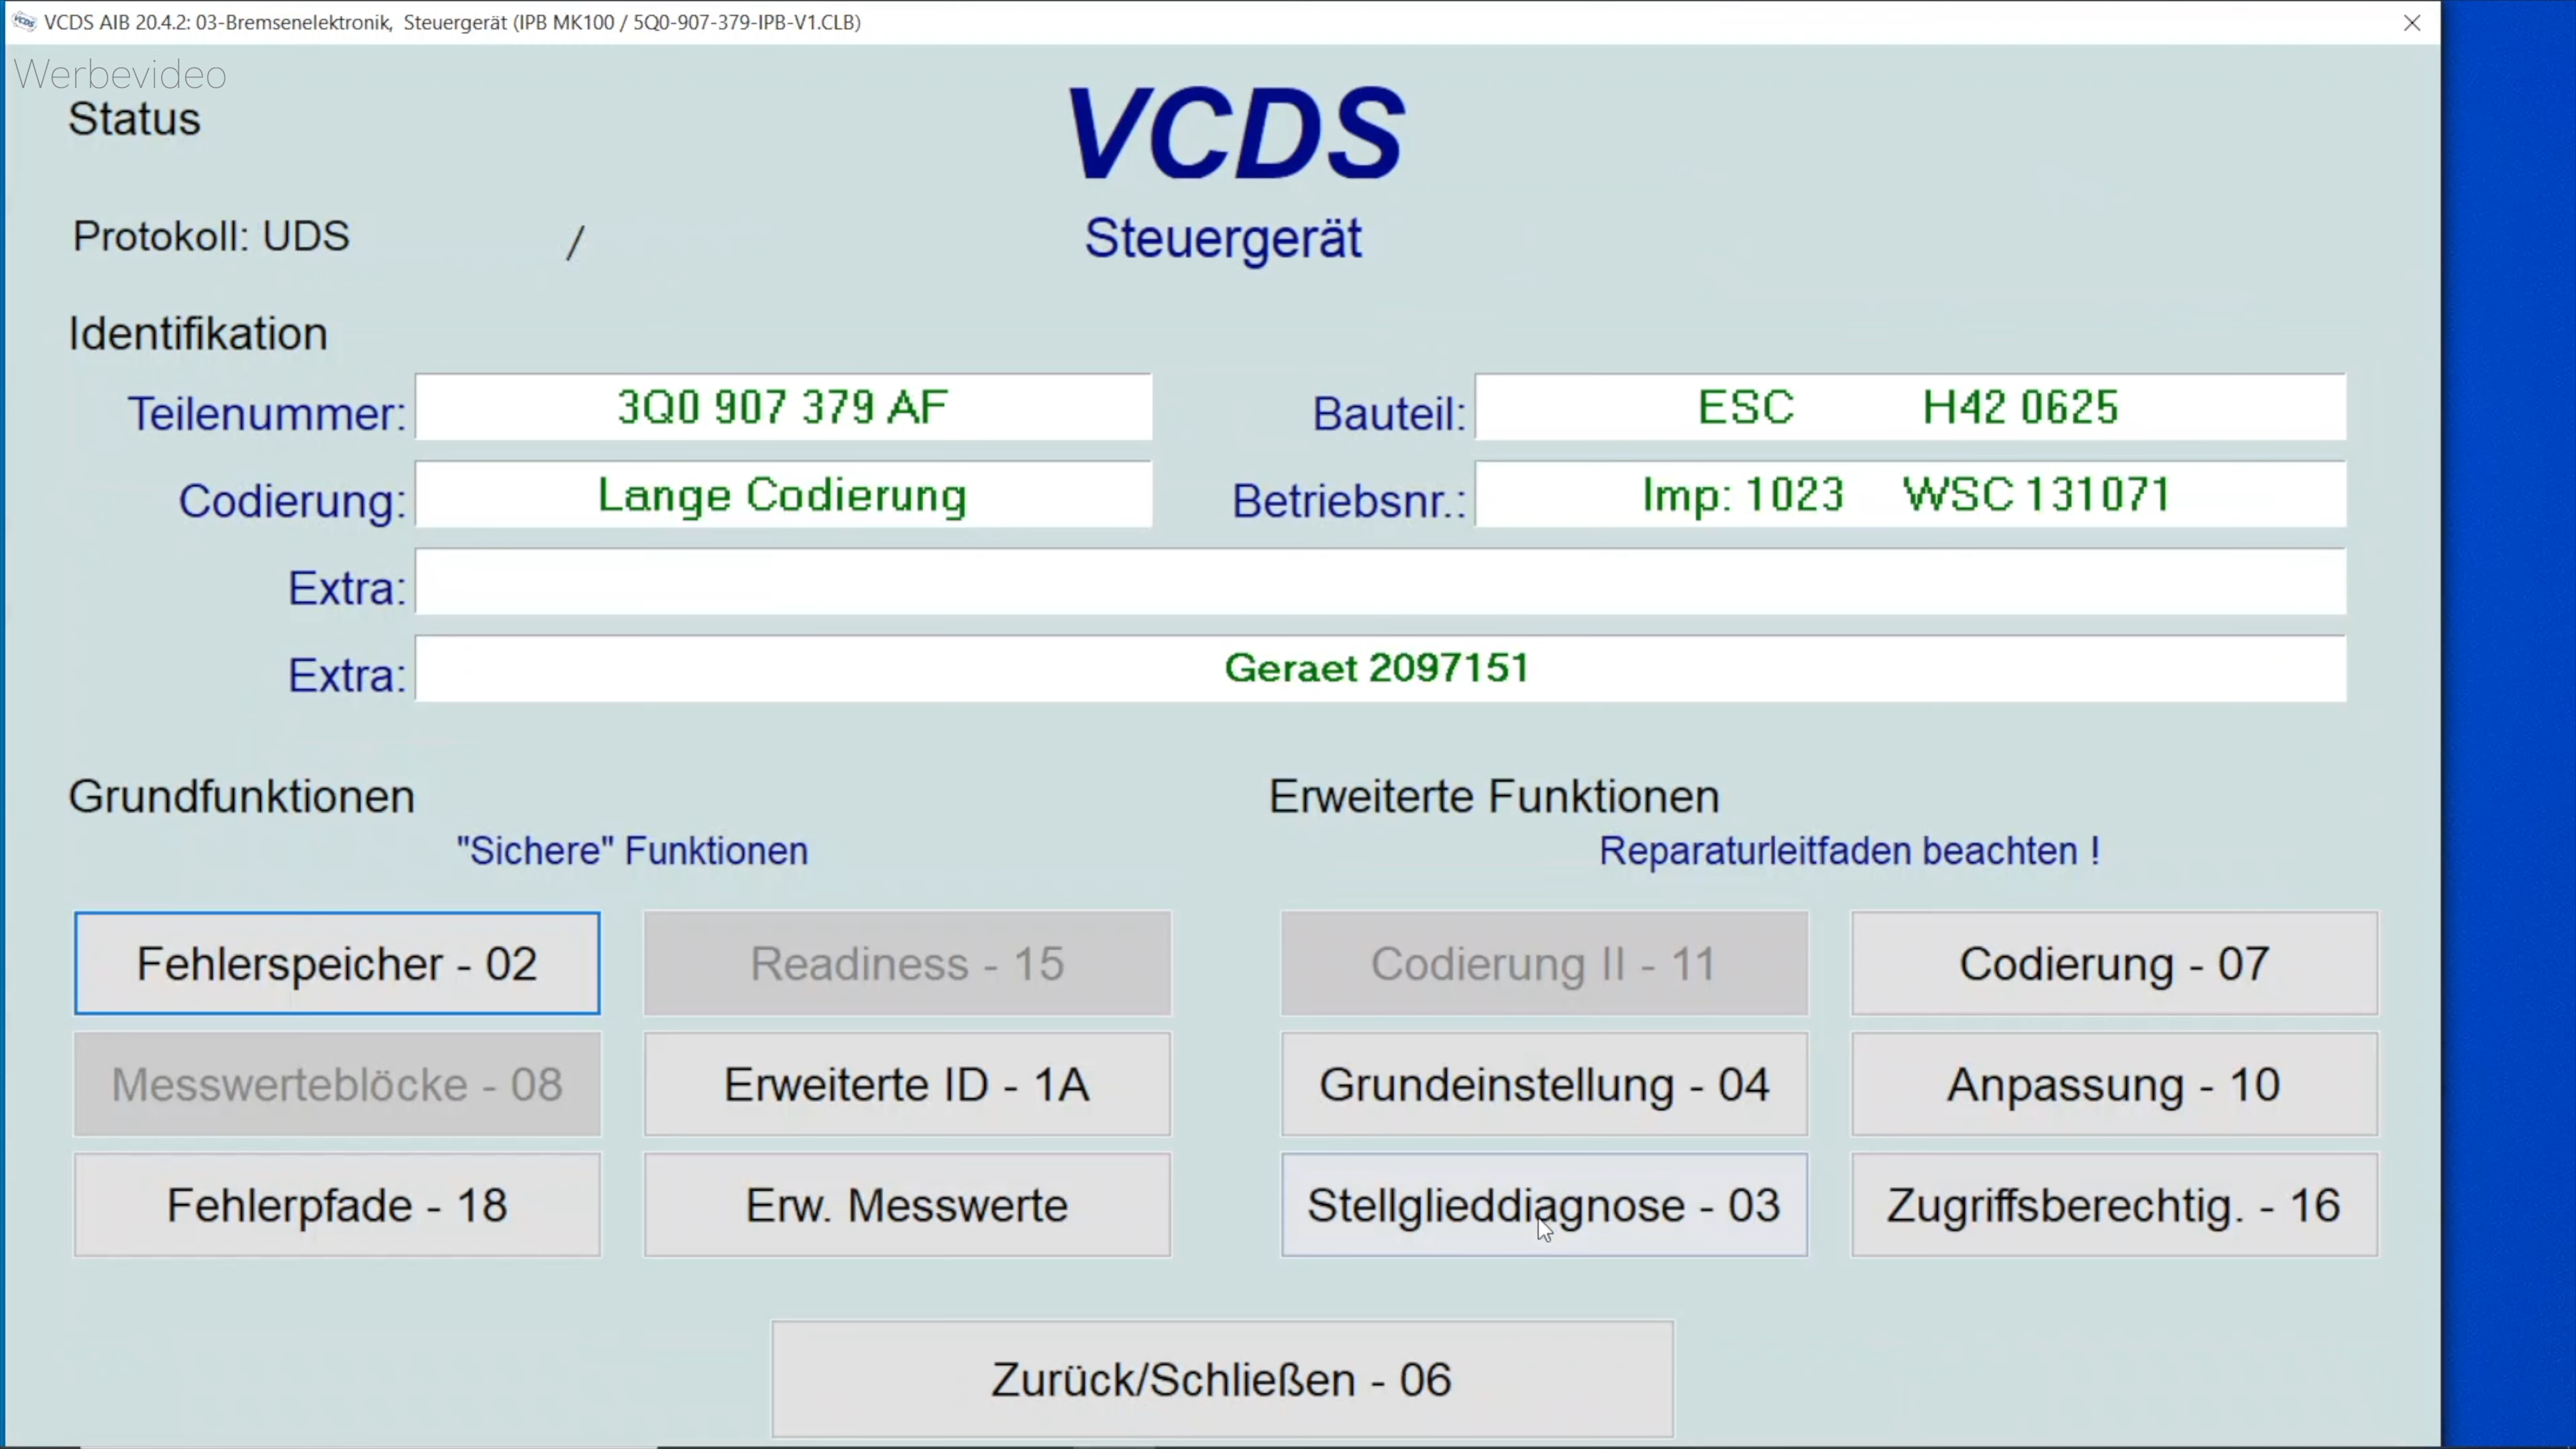 VCDS AIB 20.4.2: 03-Bremsenelektronik, Steuergerät (IPB MK100 / 5Q0-907-379-IPB-V1.CLB)
Werbevideo
Status
VCDS
Protokoll: UDS /
Steuergerät
Identifikation
Teilenummer: 3Q0 907 379 AF Bauteil: ESC H42 0625
Codierung: Lange Codierung Betriebsnr.: Imp: 1023 WSC 131071
Extra:
Extra: Geraet 2097151
Grundfunktionen Erweiterte Funktionen
"Sichere" Funktionen Reparaturleitfaden beachten !
Fehlerspeicher - 02 Readiness - 15 Codierung II - 11 Codierung - 07
Messwerteblöcke - 08 Erweiterte ID - 1A Grundeinstellung - 04 Anpassung - 10
Fehlerpfade - 18 Erw. Messwerte Stellglieddiagnose - 03 Zugriffsberechtig. - 16
Zurück/Schließen - 06